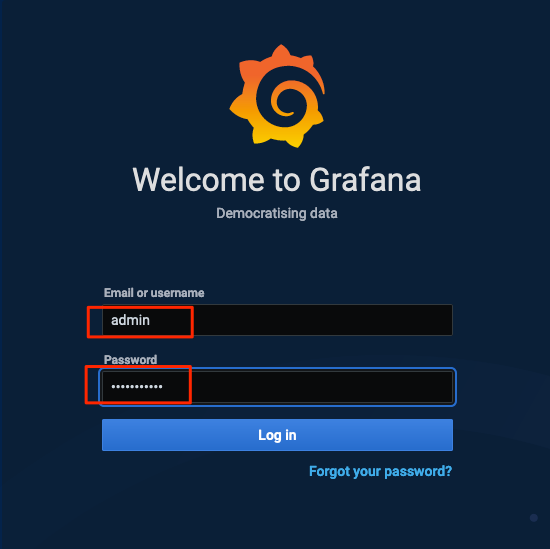 Welcome to Grafana
Democratising data
Email or username
admin
Password
•••••••••••
Log in
Forgot your password?